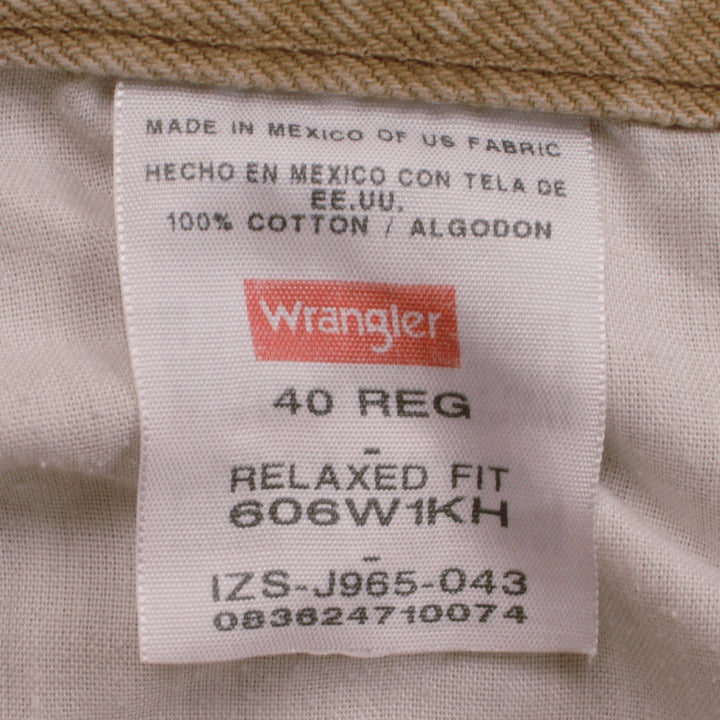 MADE IN MEXICO OF US FABRIC
HECHO EN MEXICO CON TELA DE
EE.UU.
100% COTTON / ALGODON
Wrangler
40 REG
-
RELAXED FIT
606W1KH
-
IZS-J965-043
083624710074